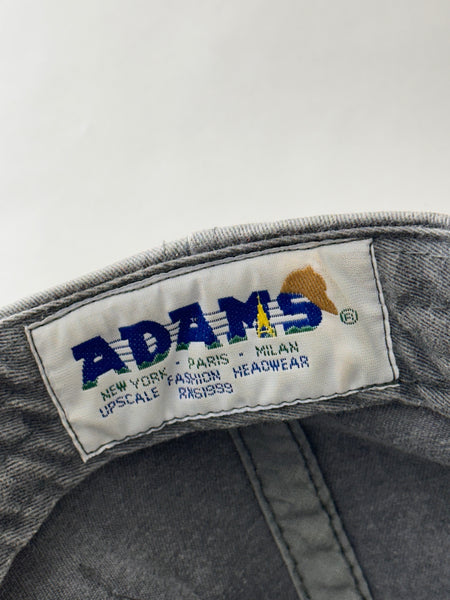 ADAMS ®
NEW YORK - PARIS - MILAN
UPSCALE FASHION HEADWEAR
RN61999